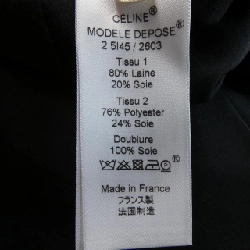 CELINE®
MODELE DEPOSE®
2 5I45 / 2603
Tissu 1
80% Laine
20% Soie
Tissu 2
76% Polyester
24% Soie
Doublure
100% Soie
Made in France
フランス製
法国制造